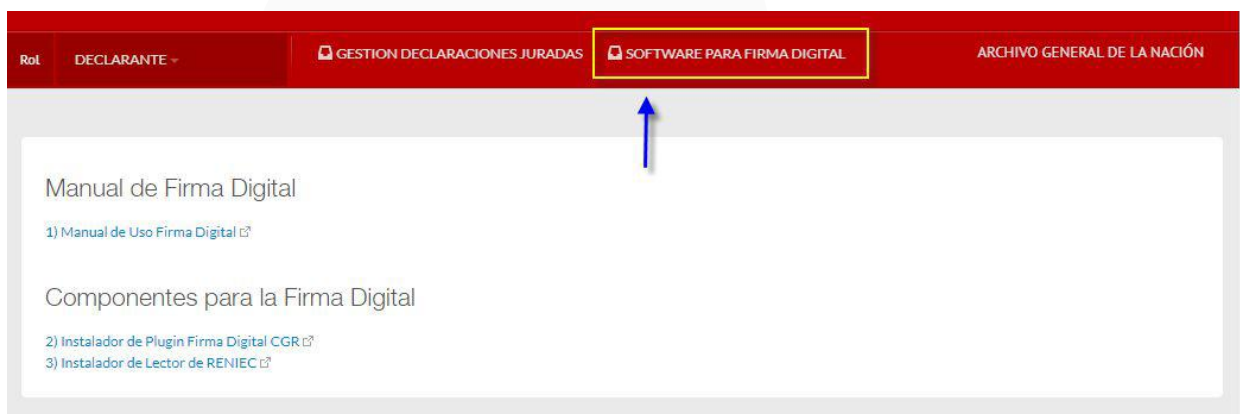 Rol DECLARANTE GESTION DECLARACIONES JURADAS SOFTWARE PARA FIRMA DIGITAL ARCHIVO GENERAL DE LA NACIÓN
Manual de Firma Digital
1) Manual de Uso Firma Digital
Componentes para la Firma Digital
2) Instalador de Plugin Firma Digital CGR
3) Instalador de Lector de RENIEC